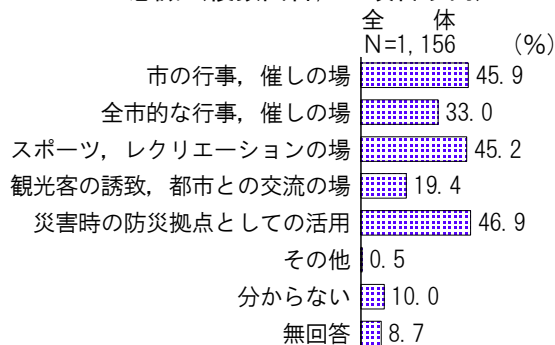 全　体
N=1,156　(%)
市の行事，催しの場 45.9
全市的な行事，催しの場 33.0
スポーツ，レクリエーションの場 45.2
観光客の誘致，都市との交流の場 19.4
災害時の防災拠点としての活用 46.9
その他 0.5
分からない 10.0
無回答 8.7